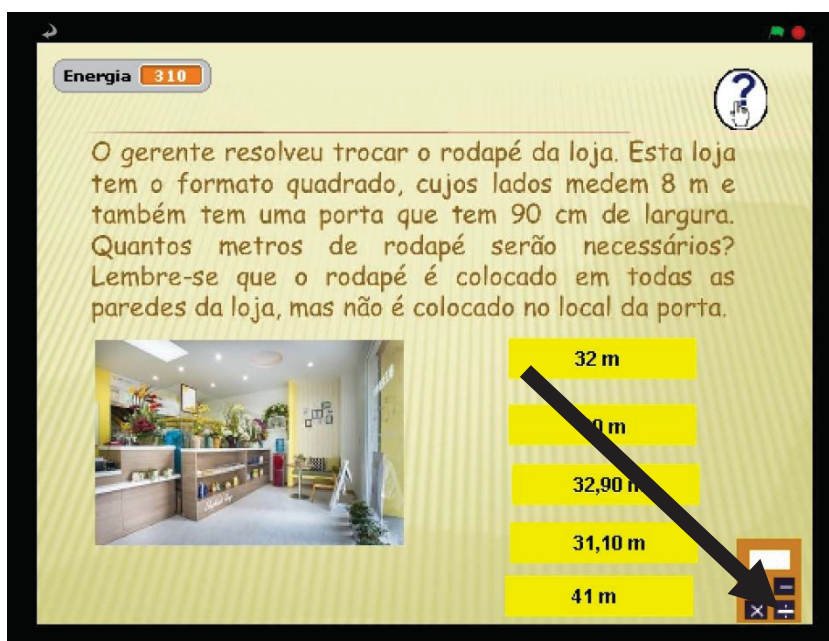 Energia 310
?
O gerente resolveu trocar o rodapé da loja. Esta loja
tem o formato quadrado, cujos lados medem 8 m e
também tem uma porta que tem 90 cm de largura.
Quantos metros de rodapé serão necessários?
Lembre-se que o rodapé é colocado em todas as
paredes da loja, mas não é colocado no local da porta.
32 m
m
32,90 m
31,10 m
41 m
−
× ÷